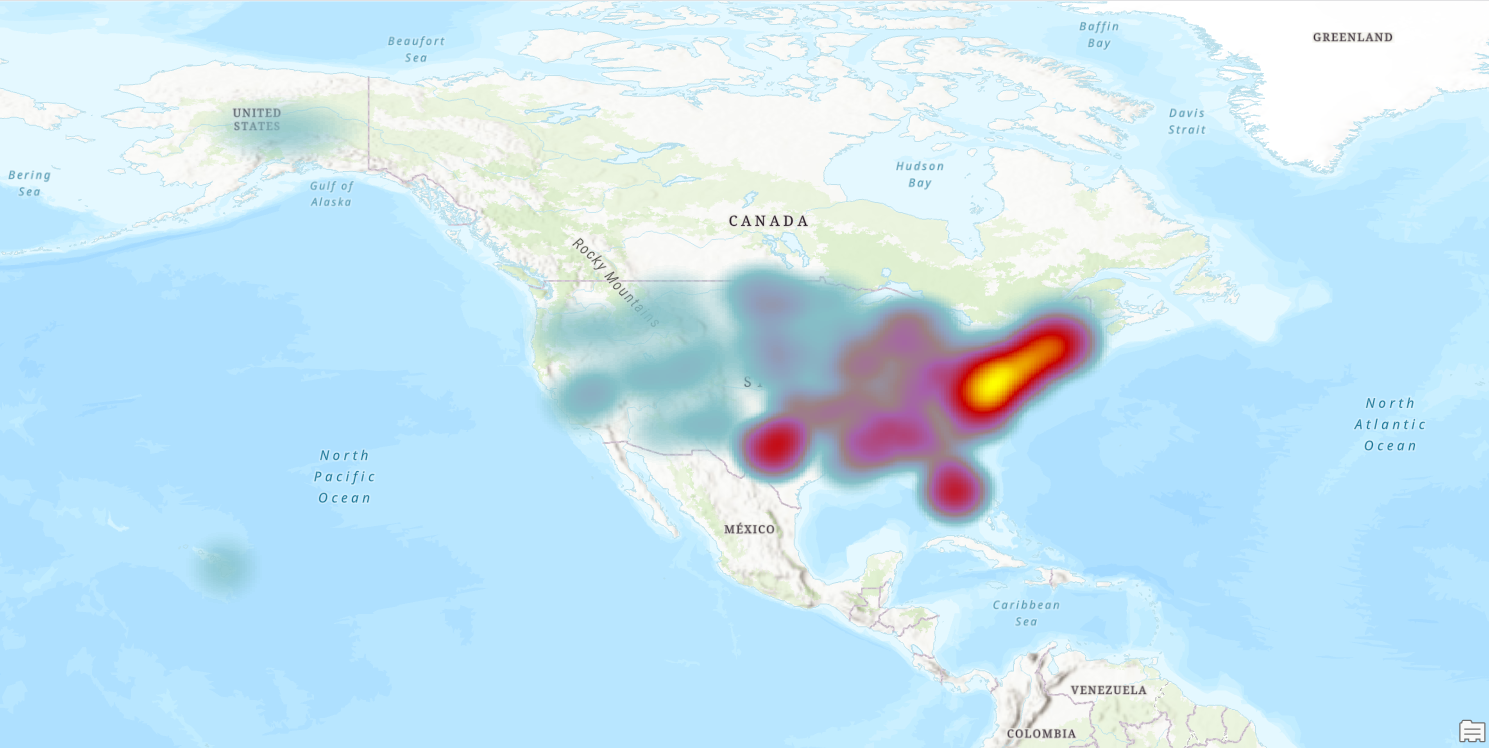 Baffin
Bay
GREENLAND
Beaufort
Sea
UNITED
STATES
Davis
Strait
Bering
Sea
Gulf of
Alaska
Hudson
Bay
CANADA
Rocky Mountains
North
Pacific
Ocean
North
Atlantic
Ocean
MÉXICO
Caribbean
Sea
VENEZUELA
COLOMBIA